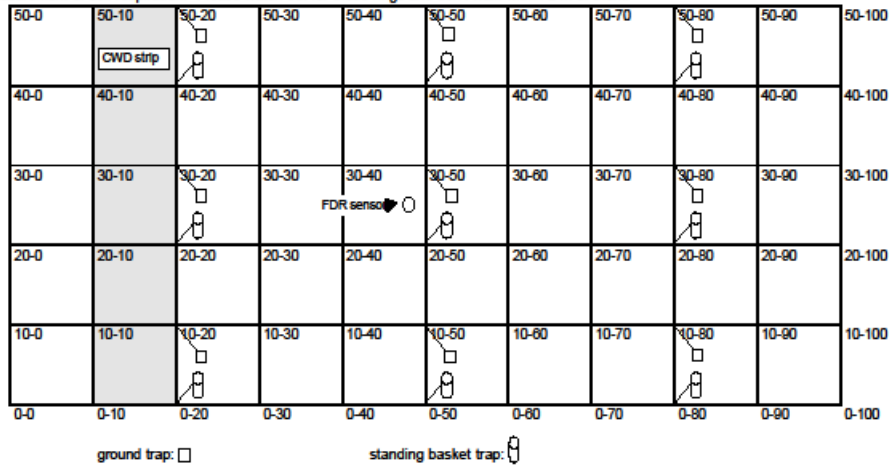 50-0 50-10 50-20 50-30 50-40 50-50 50-60 50-70 50-80 50-90 50-100
CWD strip
40-0 40-10 40-20 40-30 40-40 40-50 40-60 40-70 40-80 40-90 40-100
30-0 30-10 30-20 30-30 30-40 30-50 30-60 30-70 30-80 30-90 30-100
FDR sensor
20-0 20-10 20-20 20-30 20-40 20-50 20-60 20-70 20-80 20-90 20-100
10-0 10-10 10-20 10-30 10-40 10-50 10-60 10-70 10-80 10-90 10-100
0-0 0-10 0-20 0-30 0-40 0-50 0-60 0-70 0-80 0-90 0-100
ground trap: standing basket trap: